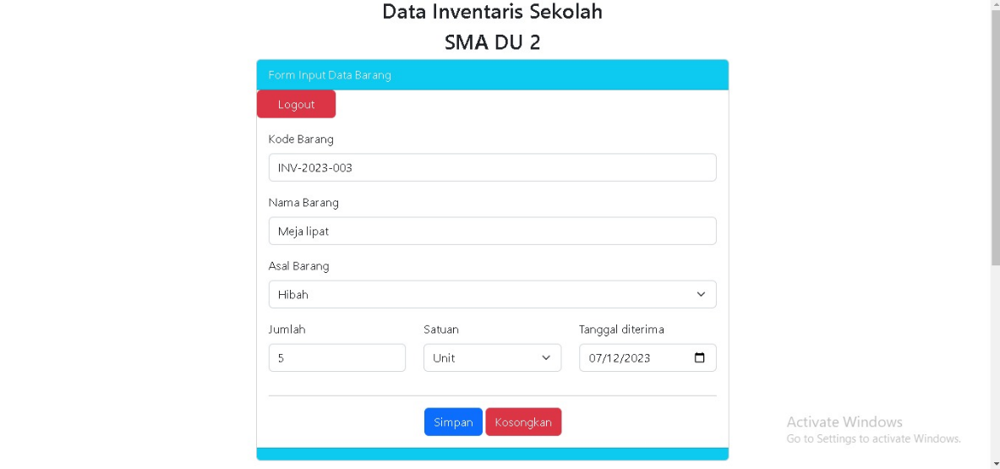 Data Inventaris Sekolah
SMA DU 2
Form Input Data Barang
Logout
Kode Barang
INV-2023-003
Nama Barang
Meja lipat
Asal Barang
Hibah
Jumlah Satuan Tanggal diterima
5 Unit 07/12/2023
Simpan Kosongkan
Activate Windows
Go to Settings to activate Windows.